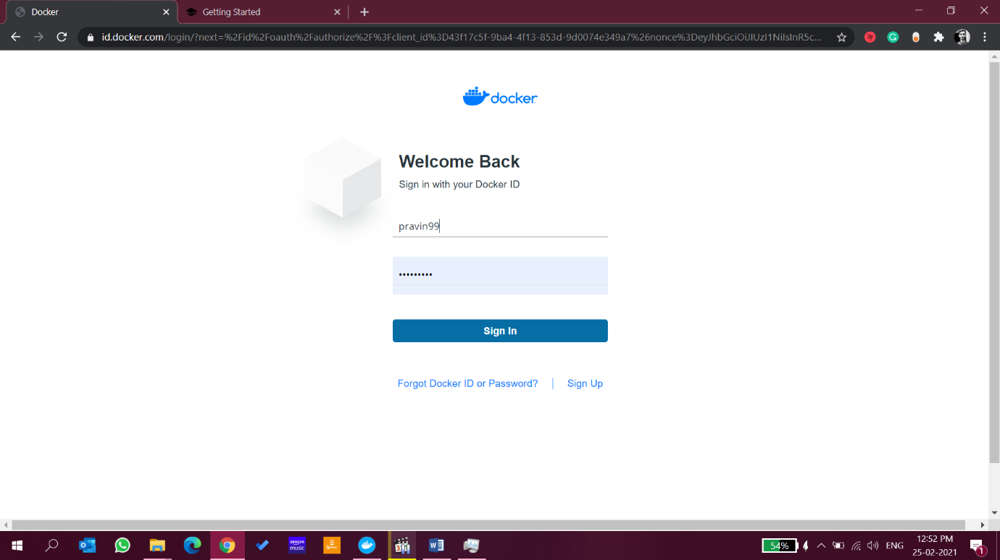 Docker
Getting Started
id.docker.com/login/?next=%2Fid%2Foauth%2Fauthorize%2F%3Fclient_id%3D43f17c5f-9ba4-4f13-853d-9d0074e349a7%26nonce%3DeyJhbGciOiJIUzI1NiIsInR5c...
docker
Welcome Back
Sign in with your Docker ID
pravin99
•••••••••
Sign In
Forgot Docker ID or Password? | Sign Up
amazon music
54%
ENG
12:52 PM
25-02-2021
1